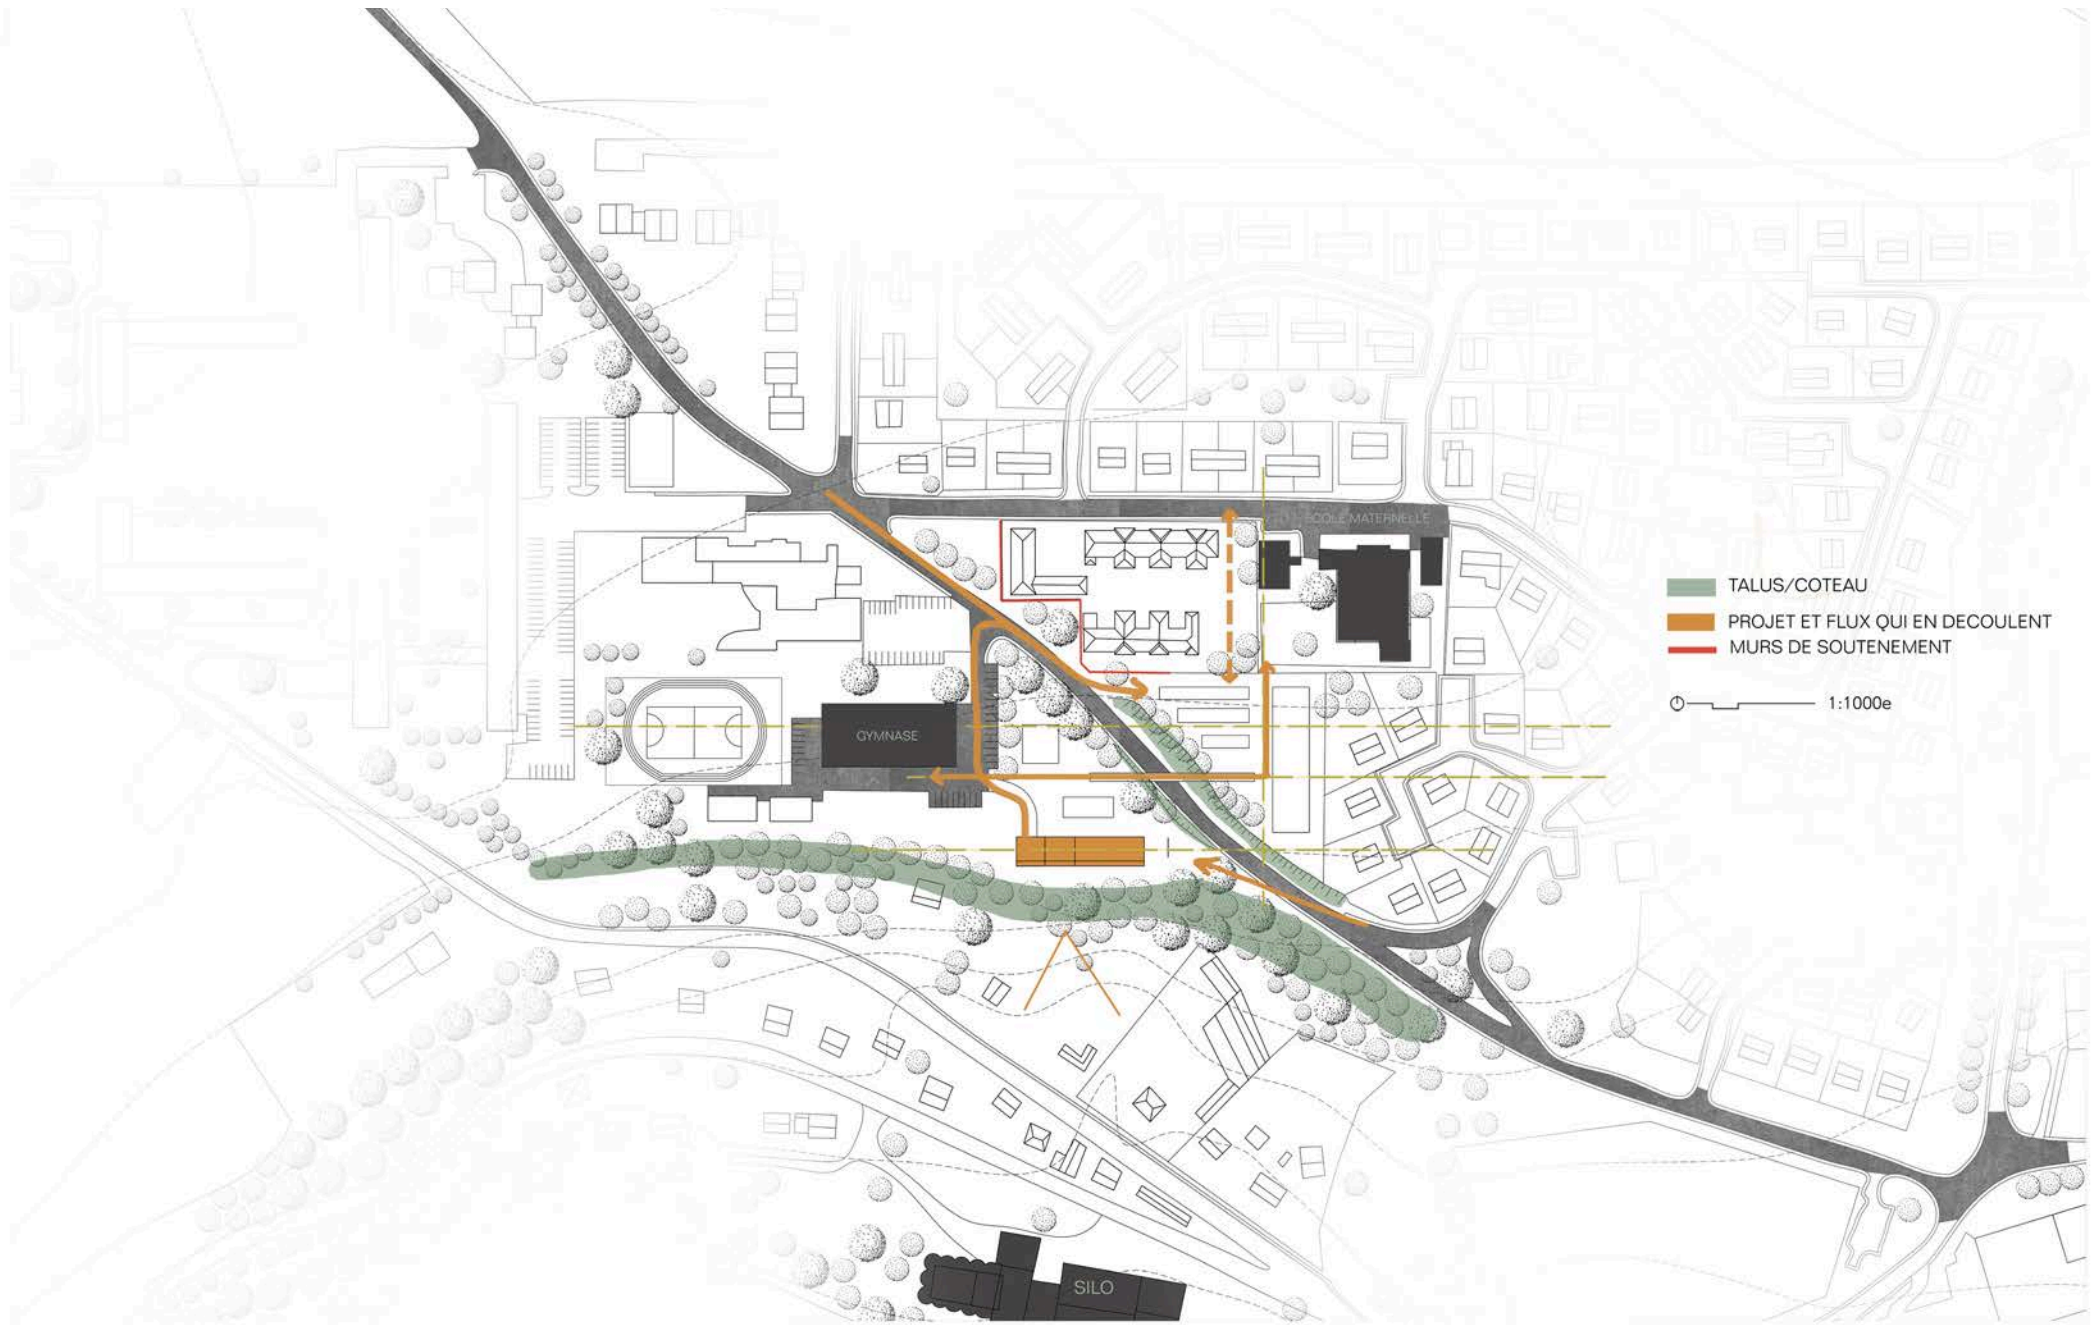 ECOLE MATERNELLE
TALUS/COTEAU
PROJET ET FLUX QUI EN DECOULENT
MURS DE SOUTENEMENT
1:1000e
GYMNASE
SILO